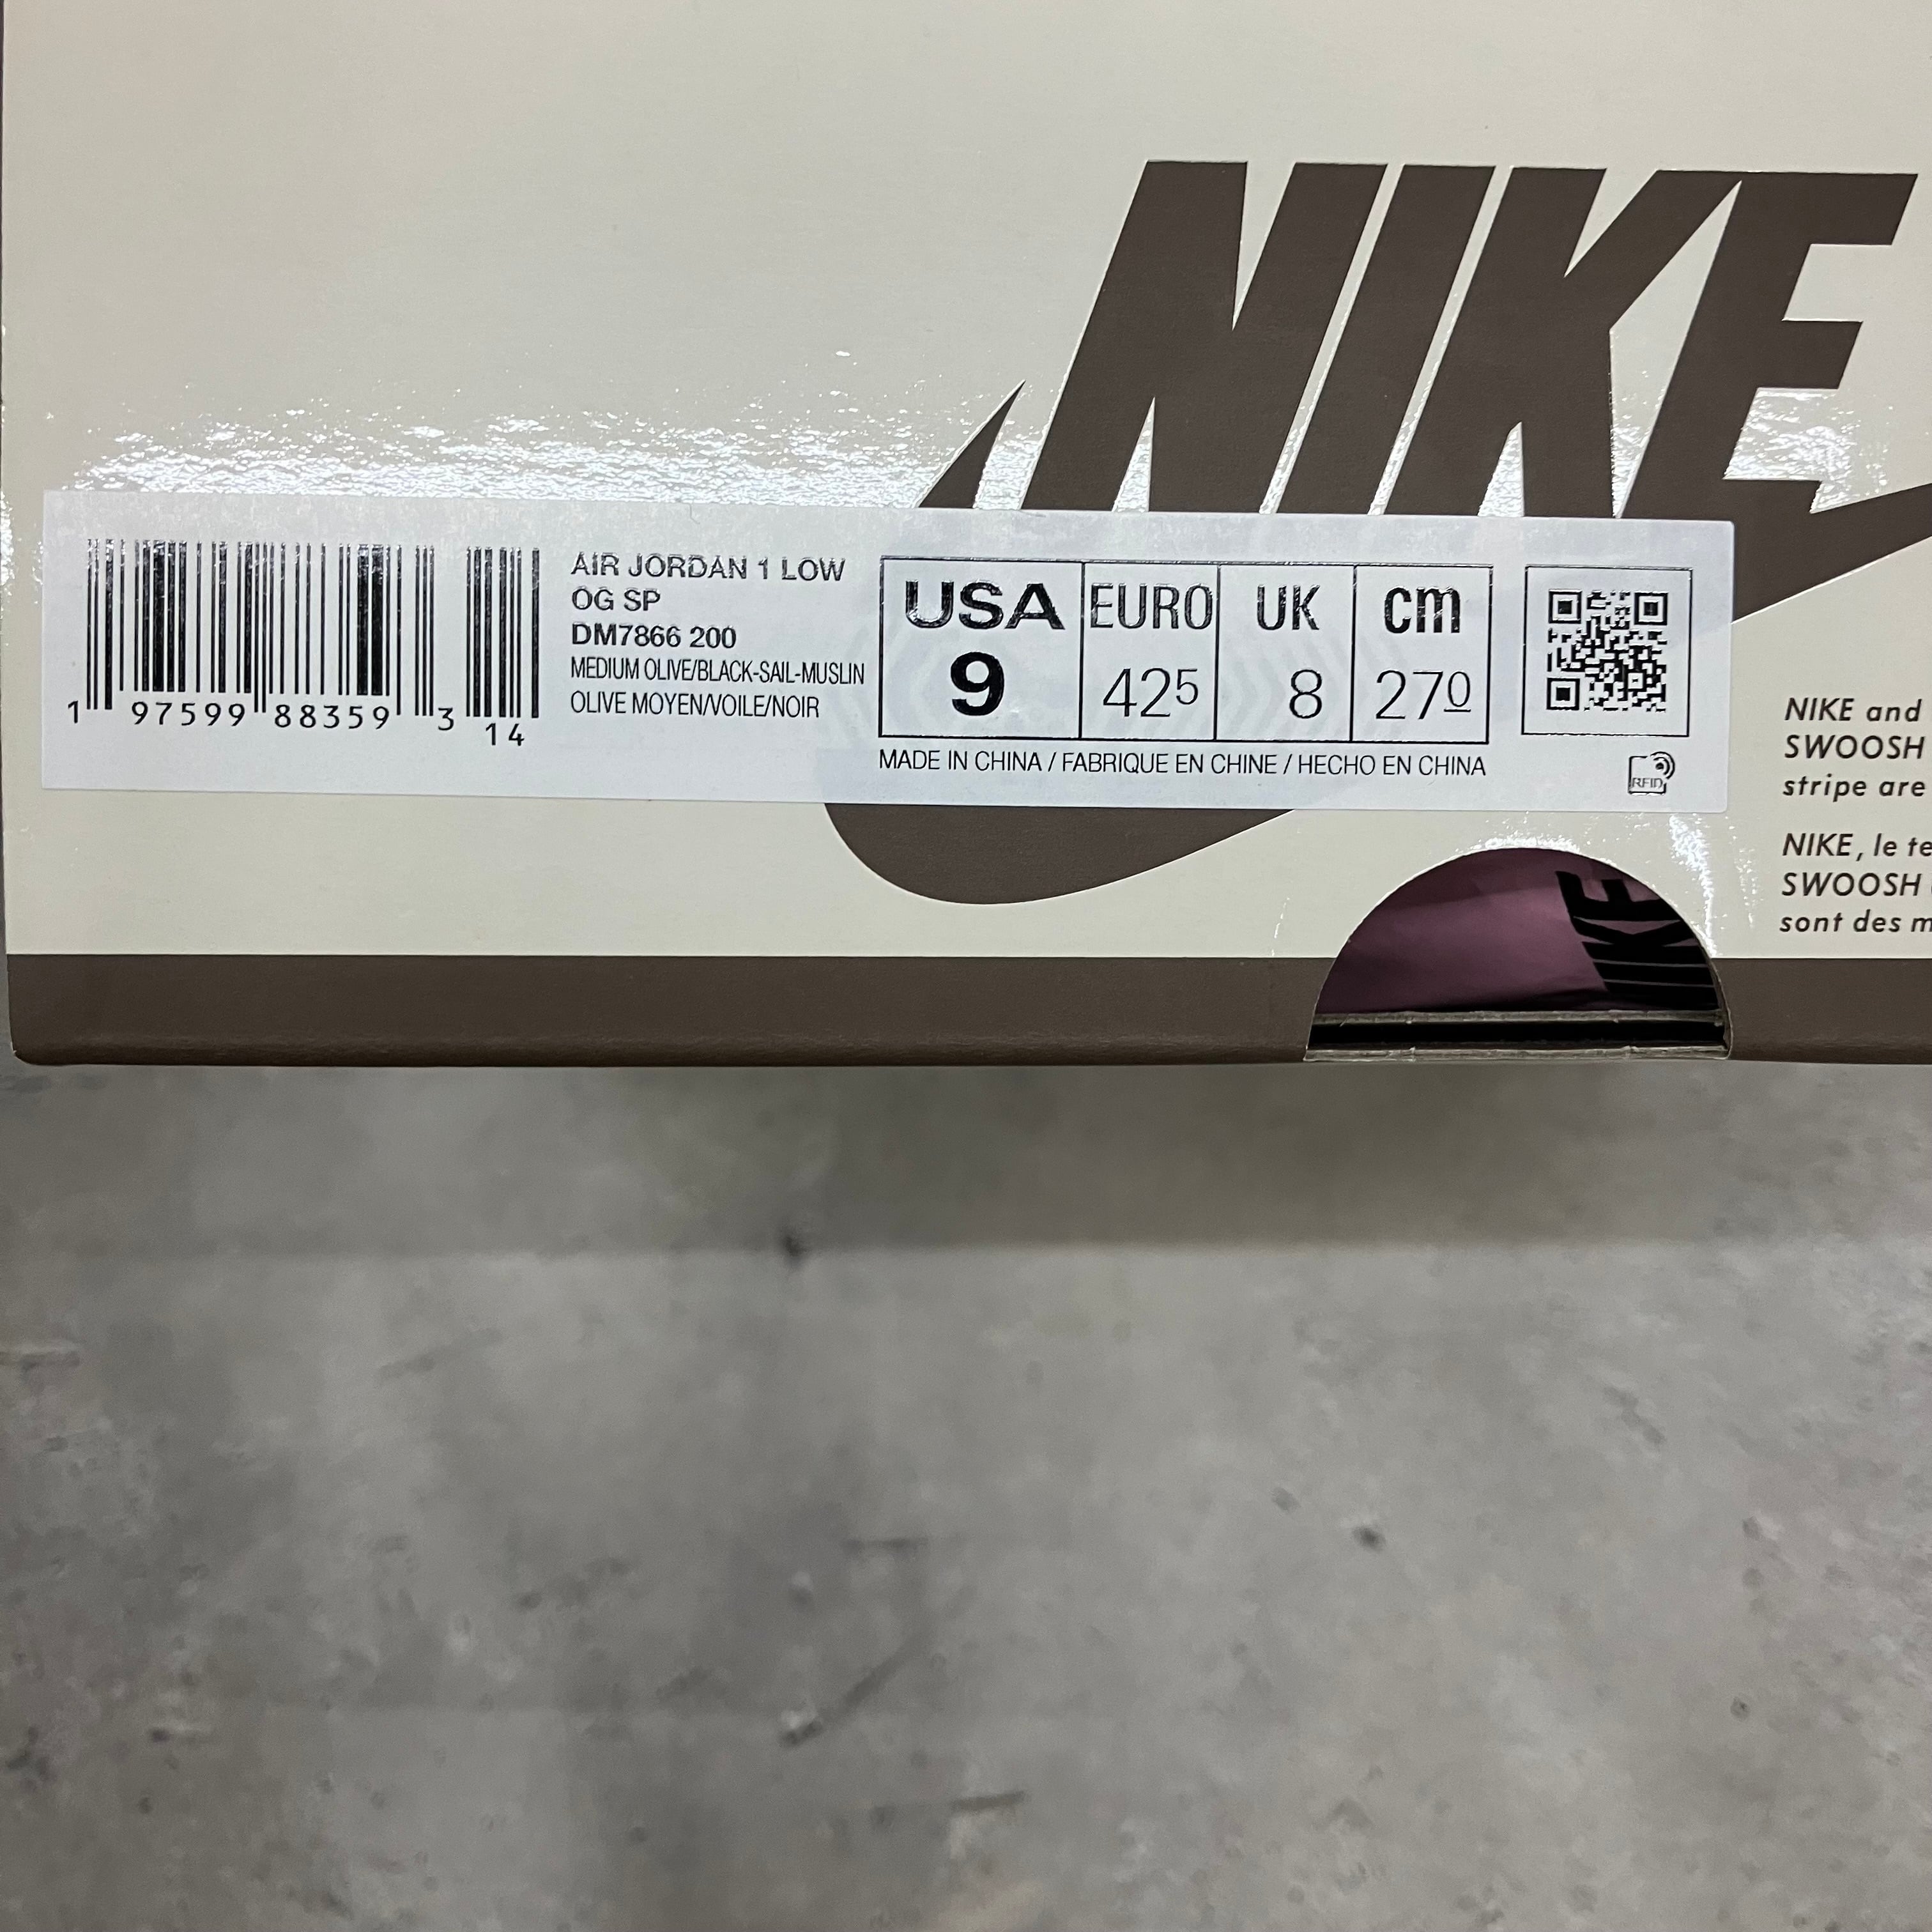 NIKE
AIR JORDAN 1 LOW
OG SP
DM7866 200
MEDIUM OLIVE/BLACK-SAIL-MUSLIN
OLIVE MOYEN/VOILE/NOIR
1 97599 88359 3 14
USA EURO UK cm
9 425 8 270
MADE IN CHINA / FABRIQUE EN CHINE / HECHO EN CHINA
RFID
NIKE and
SWOOSH
stripe are
NIKE, le
SWOOSH
sont des